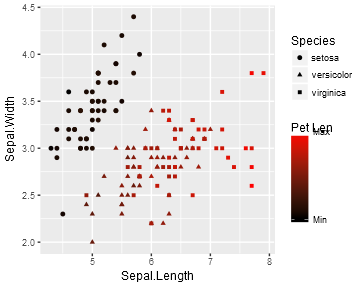 4.5
4.0
3.5
3.0
2.5
2.0
Sepal.Width
5
6
7
8
Sepal.Length
Species
setosa
versicolor
virginica
Pet Len
Max
Min